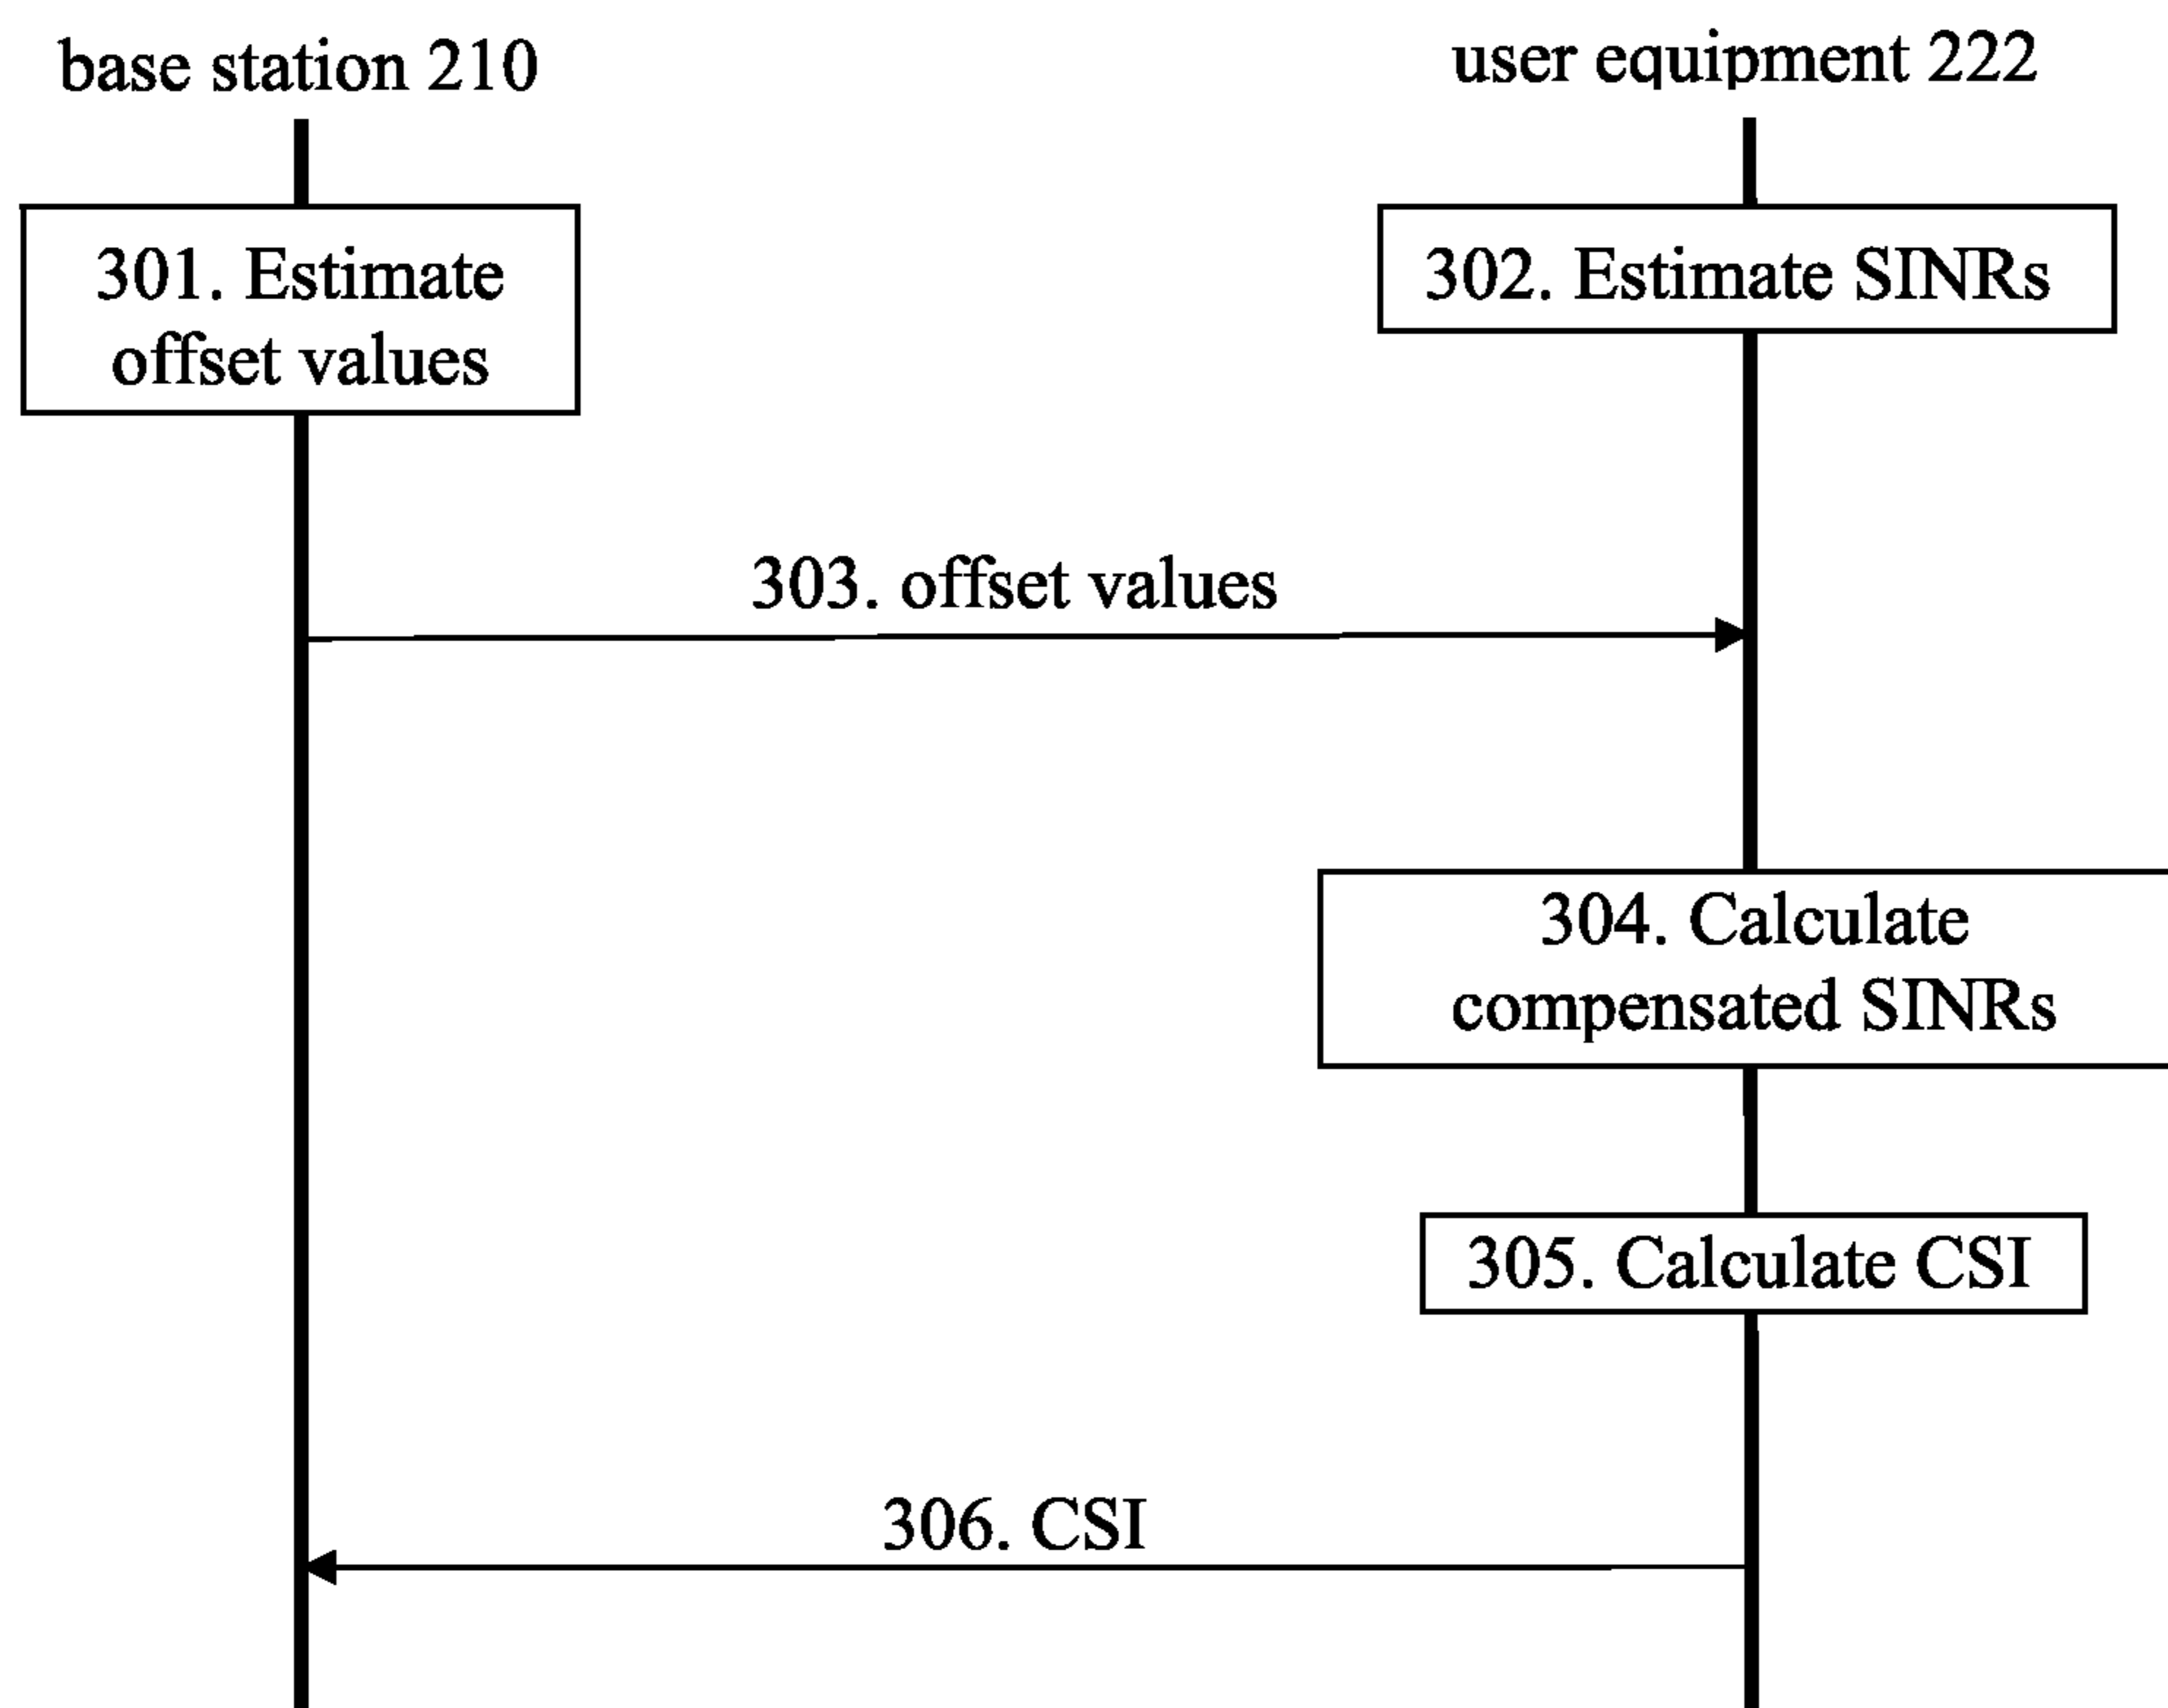 base station 210
user equipment 222
301. Estimate
offset values
302. Estimate SINRs
303. offset values
304. Calculate
compensated SINRs
305. Calculate CSI
306. CSI